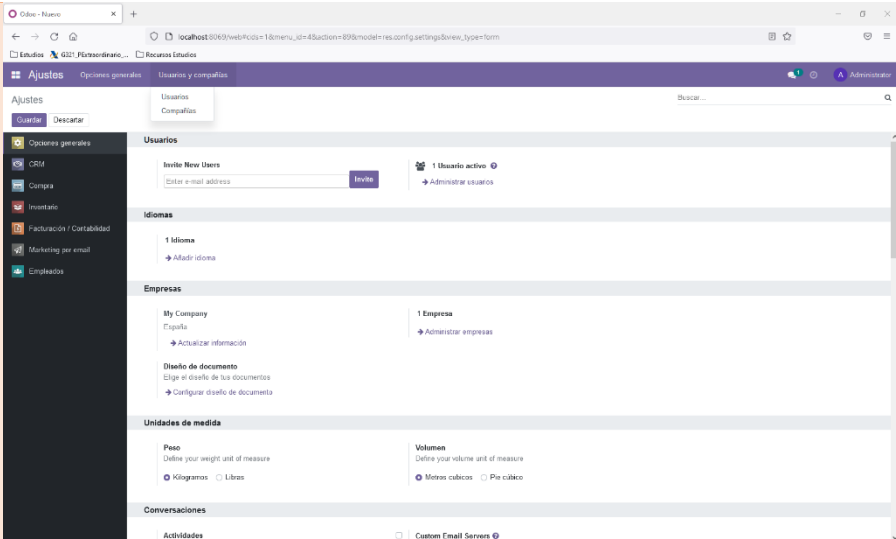 Odoo - Nuevo
localhost:8069/web#cids=1&menu_id=4&action=89&model=res.config.settings&view_type=form
Estudios
G321_PExtraordinario_...
Recursos Estudios
Ajustes
Opciones generales
Usuarios y compañías
1
A
Administrator
Ajustes
Usuarios
Compañías
Buscar...
Guardar
Descartar
Opciones generales
CRM
Compra
Inventario
Facturación / Contabilidad
Marketing por email
Empleados
Usuarios
Invite New Users
Enter e-mail address
Invite
1 Usuario activo
Administrar usuarios
Idiomas
1 Idioma
Añadir idioma
Empresas
My Company
España
Actualizar información
1 Empresa
Administrar empresas
Diseño de documento
Elige el diseño de tus documentos
Configurar diseño de documento
Unidades de medida
Peso
Define your weight unit of measure
Kilogramos
Libras
Volumen
Define your volume unit of measure
Metros cubicos
Pie cúbico
Conversaciones
Actividades
Custom Email Servers